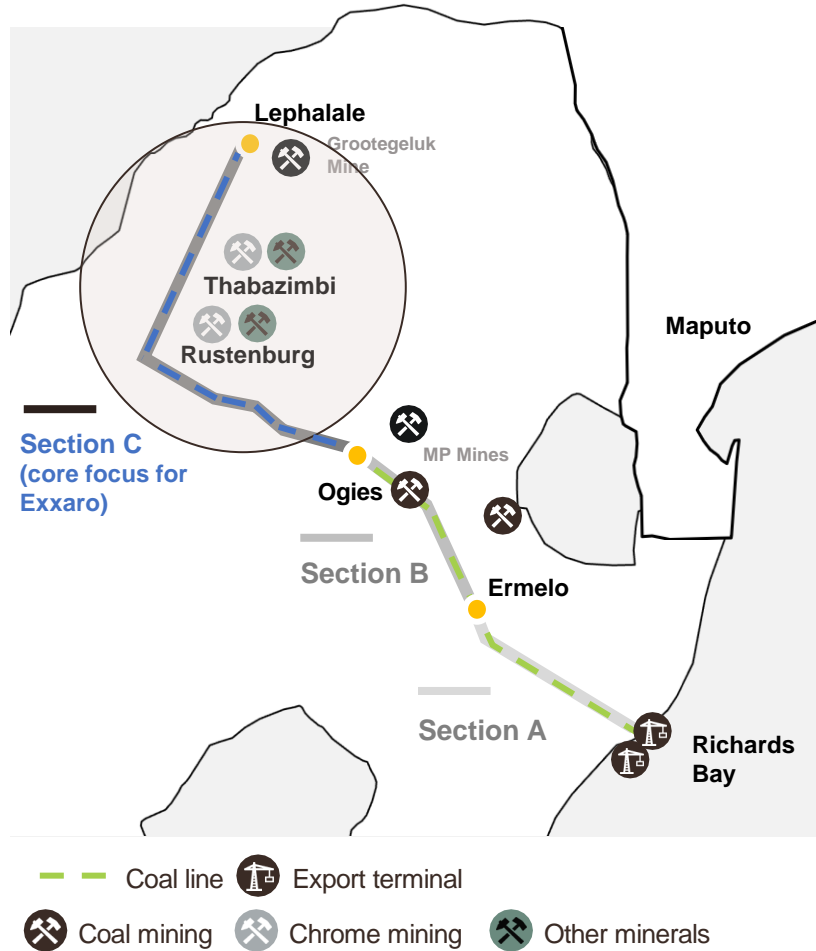 Lephalale
Grootegeluk
Mine
Thabazimbi
Maputo
Rustenburg
Section C
(core focus for
Exxaro)
MP Mines
Ogies
Section B
Ermelo
Section A
Richards
Bay
Coal line
Export terminal
Coal mining
Chrome mining
Other minerals